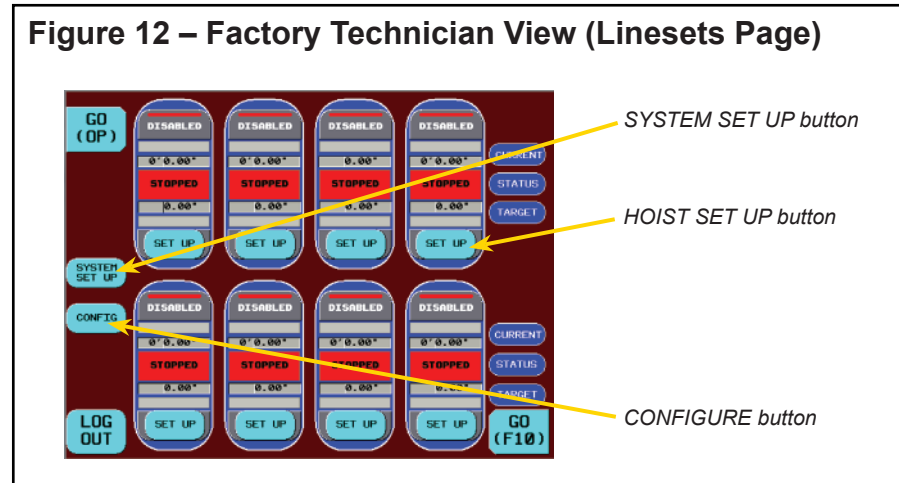 Figure 12 – Factory Technician View (Linesets Page)
GO
(OP)
DISABLED DISABLED DISABLED DISABLED
0'0.00" 0'0.00" 0.00" 0'0.00"
CURRENT
STOPPED STOPPED STOPPED STOPPED
STATUS
0.00" 0.00" 0.00" 0.00"
TARGET
SET UP SET UP SET UP SET UP
SYSTEM
SET UP
SYSTEM SET UP button
HOIST SET UP button
CONFIG
DISABLED DISABLED DISABLED DISABLED
0'0.00" 0'0.00" 0'0.00" 0'0.00"
CURRENT
STOPPED STOPPED STOPPED STOPPED
STATUS
0.00" 0.00" 0.00" 0.00"
TARGET
LOG
OUT
SET UP SET UP SET UP SET UP
GO
(F10)
CONFIGURE button